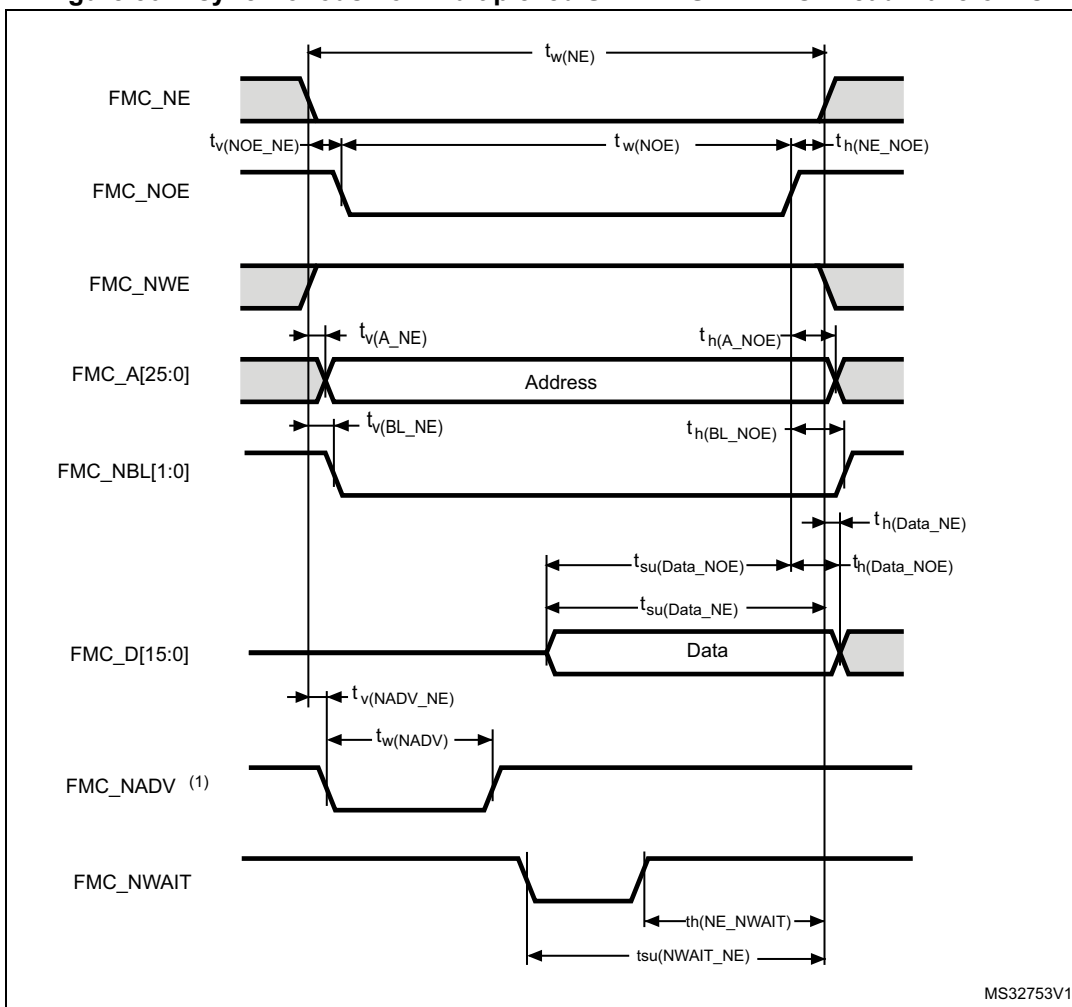 tw(NE)
FMC_NE
tv(NOE_NE)
tw(NOE)
th(NE_NOE)
FMC_NOE
FMC_NWE
tv(A_NE)
th(A_NOE)
FMC_A[25:0]
Address
tv(BL_NE)
th(BL_NOE)
FMC_NBL[1:0]
th(Data_NE)
tsu(Data_NOE)
th(Data_NOE)
tsu(Data_NE)
FMC_D[15:0]
Data
tv(NADV_NE)
tw(NADV)
FMC_NADV (1)
FMC_NWAIT
th(NE_NWAIT)
tsu(NWAIT_NE)
MS32753V1